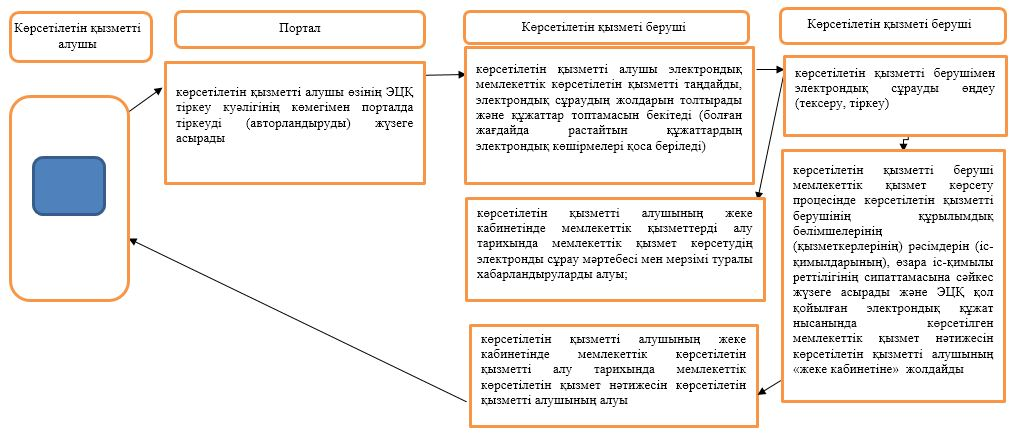 Көрсетілетін қызметті
алушы
Портал
Көрсетілетін қызметі беруші
Көрсетілетін қызметі беруші
көрсетілетін қызметті алушы өзінің ЭЦҚ
тіркеу куәлігінің көмегімен порталда
тіркеуді (авторландыруды) жүзеге
асырады
көрсетілетін қызметті алушы электрондық
мемлекеттік көрсетілетін қызметті таңдайды,
электрондық сұраудың жолдарын толтырады
және құжаттар топтамасын бекітеді (болған
жағдайда растайтын құжаттардың
электрондық көшірмелері қоса беріледі)
көрсетілетін қызметті берушімен
электрондық сұрауды өңдеу
(тексеру, тіркеу)
көрсетілетін қызметті алушының жеке
кабинетінде мемлекеттік қызметтерді алу
тарихында мемлекеттік қызмет көрсетудің
электронды сұрау мәртебесі мен мерзімі туралы
хабарландыруларды алуы;
көрсетілетін қызметті беруші
мемлекеттік қызмет көрсету
процесінде көрсетілетін қызметті
берушінің құрылымдық
бөлімшелерінің
(қызметкерлерінің) рәсімдерін (іс-
қимылдарының), өзара іс-қимылы
реттілігінің сипаттамасына сәйкес
жүзеге асырады және ЭЦҚ қол
қойылған электрондық құжат
нысанында көрсетілген
мемлекеттік қызмет нәтижесін
көрсетілетін қызметті алушының
«жеке кабинетіне» жолдайды
көрсетілетін қызметті алушының жеке
кабинетінде мемлекеттік көрсетілетін
қызметті алу тарихында мемлекеттік
көрсетілетін қызмет нәтижесін көрсетілетін
қызметті алушының алуы